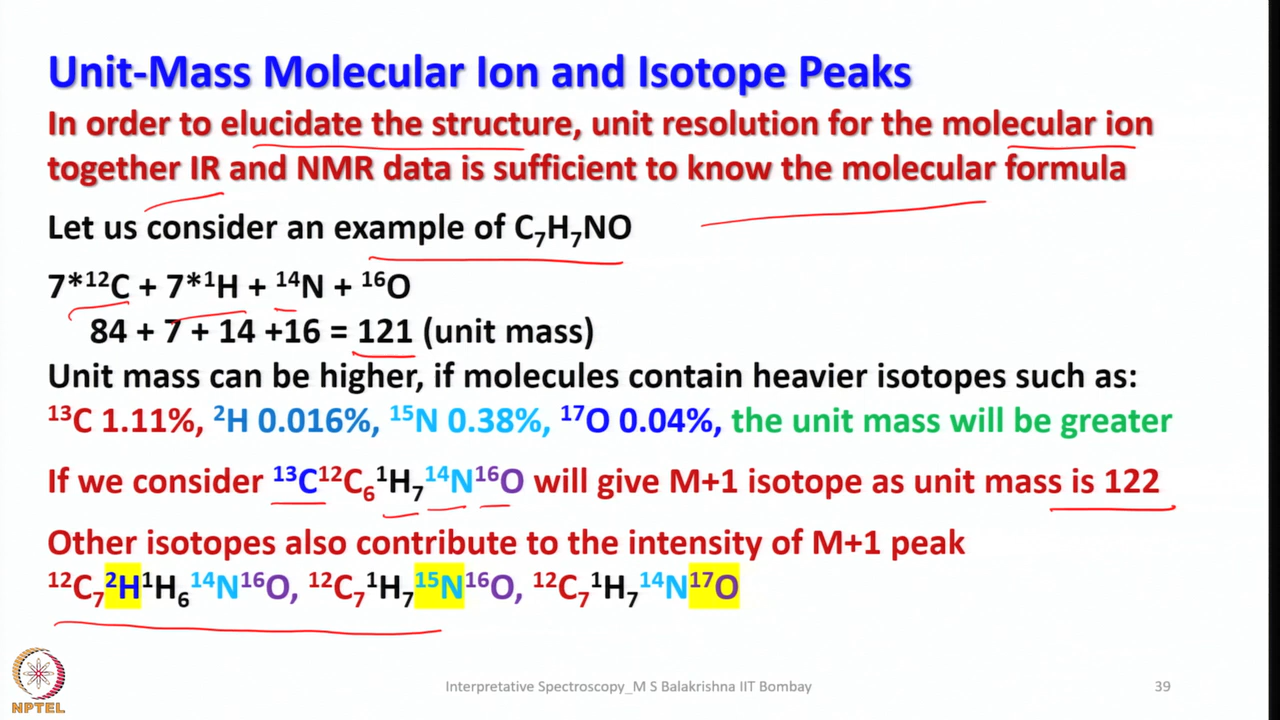 Unit-Mass Molecular Ion and Isotope Peaks
In order to elucidate the structure, unit resolution for the molecular ion
together IR and NMR data is sufficient to know the molecular formula
Let us consider an example of C₇H₇NO
7*¹²C + 7*¹H + ¹⁴N + ¹⁶O
84 + 7 + 14 +16 = 121 (unit mass)
Unit mass can be higher, if molecules contain heavier isotopes such as:
¹³C 1.11%, ²H 0.016%, ¹⁵N 0.38%, ¹⁷O 0.04%, the unit mass will be greater
If we consider ¹³C¹²C₆¹H₇¹⁴N¹⁶O will give M+1 isotope as unit mass is 122
Other isotopes also contribute to the intensity of M+1 peak
¹²C₇²H¹H₆¹⁴N¹⁶O, ¹²C₇¹H₇¹⁵N¹⁶O, ¹²C₇¹H₇¹⁴N¹⁷O
Interpretative Spectroscopy_M S Balakrishna IIT Bombay
39
NPTEL